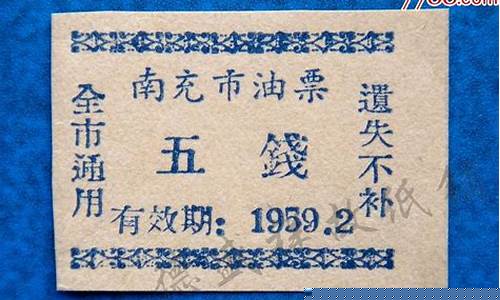 南充市油票
全市通用
五錢
遺失不补
有效期：1959.2